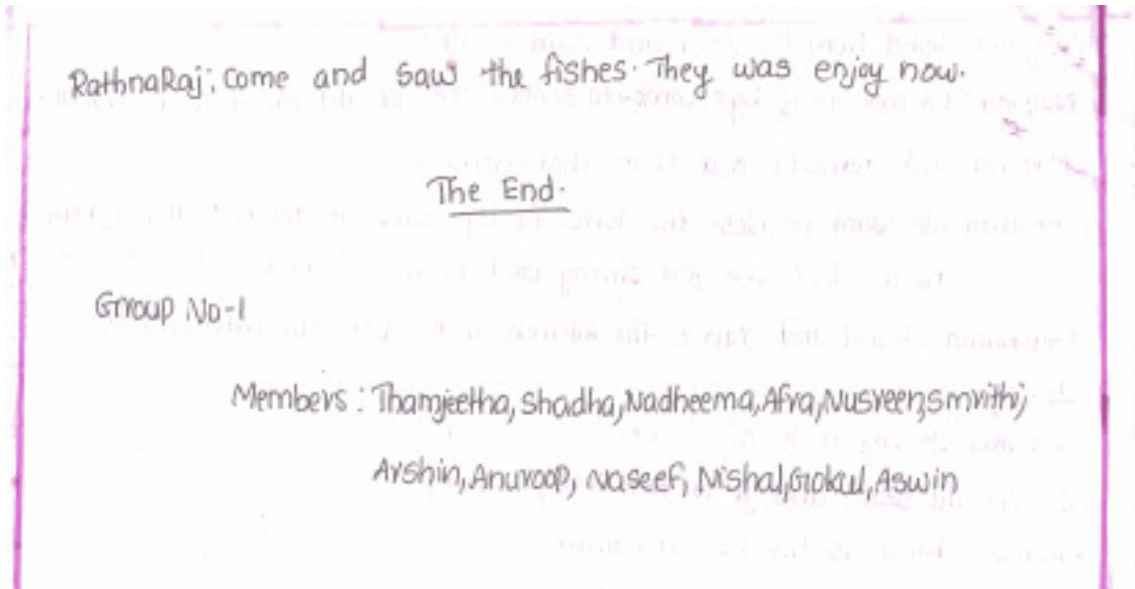 RathnaRaj: Come and saw the fishes. They was enjoy now.
The End.
Group No-1
Members : Thamjeetha, Shadha, Nadheema, Afra, Nusreen, Smrithi,
Arshin, Anuroop, Naseef, Nishal, Gokul, Aswin